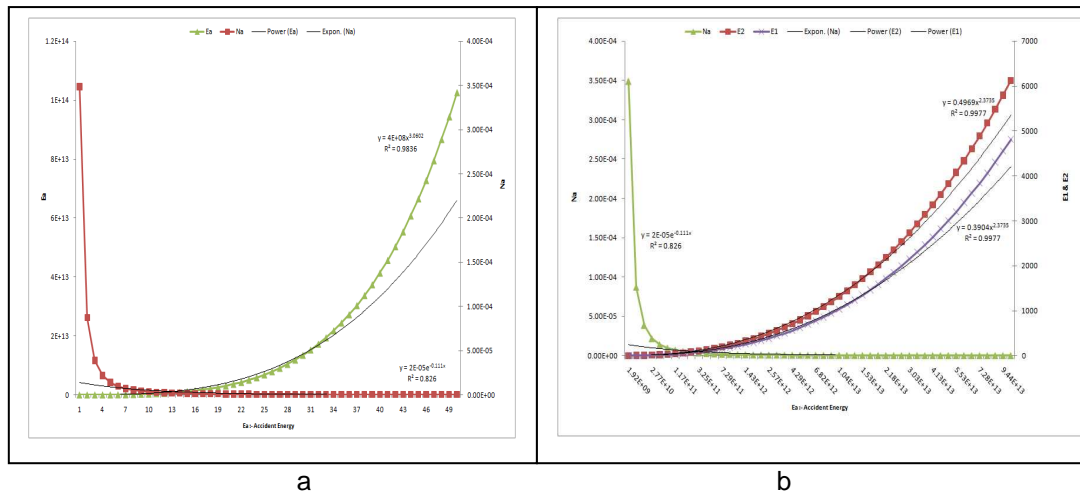 Ea Na Power (Ea) Expon. (Na)
1.2E+14
1E+14
8E+13
6E+13
4E+13
2E+13
0
Ea
4.00E-04
3.50E-04
3.00E-04
2.50E-04
2.00E-04
1.50E-04
1.00E-04
5.00E-05
0.00E+00
Na
y = 4E+08x^3.0602
R² = 0.9836
y = 2E-05e^-0.111x
R² = 0.826
1 4 7 10 13 16 19 22 25 28 31 34 37 40 43 46 49
Ea:- Accident Energy
a
Na E2 E1 Expon. (Na) Power (E2) Power (E1)
4.00E-04
3.50E-04
3.00E-04
2.50E-04
2.00E-04
1.50E-04
1.00E-04
5.00E-05
0.00E+00
Na
7000
6000
5000
4000
3000
2000
1000
0
E1 & E2
y = 0.4969x^2.3735
R² = 0.9977
y = 2E-05e^-0.111x
R² = 0.826
y = 0.3904x^2.3735
R² = 0.9977
1.92E+09 2.77E+10 1.17E+11 3.25E+11 7.29E+11 1.43E+12 2.57E+12 4.29E+12 6.82E+12 1.04E+13 1.53E+13 2.18E+13 3.03E+13 4.13E+13 5.53E+13 7.28E+13 9.44E+13
Ea:- Accident Energy
b